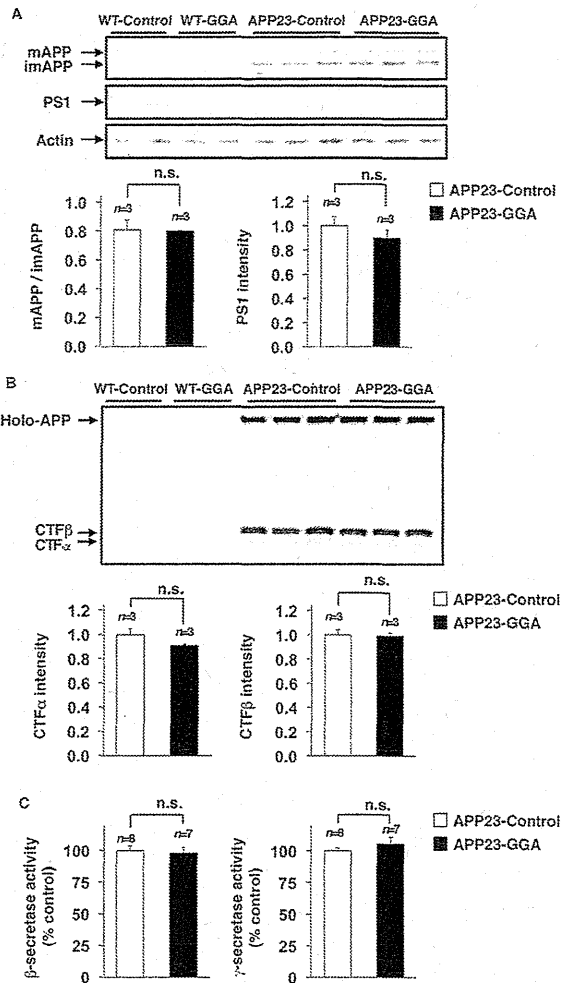 A
WT-Control WT-GGA APP23-Control APP23-GGA
mAPP
imAPP
PS1
Actin
n.s.
n.s.
APP23-Control
APP23-GGA
n=3
n=3
n=3
n=3
mAPP / imAPP
1.0
0.8
0.6
0.4
0.2
0.0
PS1 intensity
1.2
1.0
0.8
0.6
0.4
0.2
0.0
B
WT-Control WT-GGA APP23-Control APP23-GGA
Holo-APP
CTFβ
CTFα
n.s.
n.s.
APP23-Control
APP23-GGA
n=3
n=3
n=3
n=3
CTFα intensity
1.2
1.0
0.8
0.6
0.4
0.2
0.0
CTFβ intensity
1.2
1.0
0.8
0.6
0.4
0.2
0.0
C
n.s.
n.s.
APP23-Control
APP23-GGA
n=8
n=7
n=8
n=7
β-secretase activity
(% control)
100
75
50
25
0
γ-secretase activity
(% control)
100
75
50
25
0